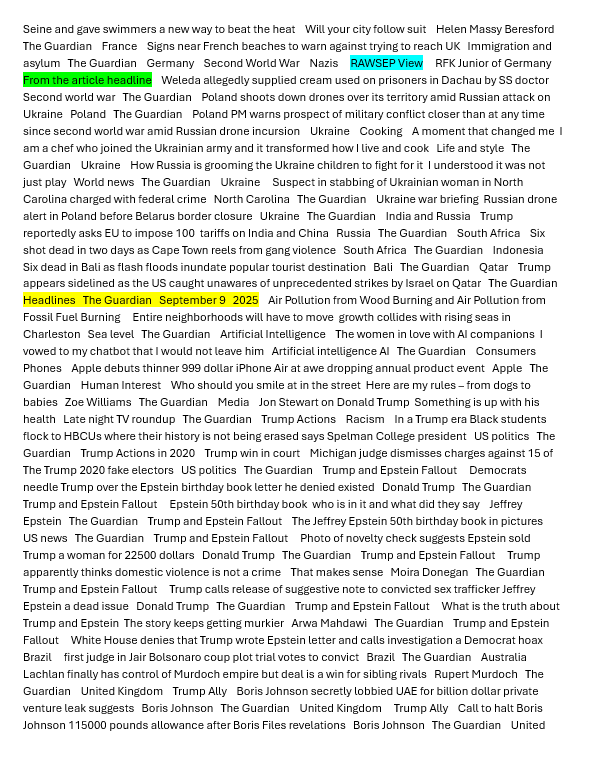 Seine and gave swimmers a new way to beat the heat Will your city follow suit Helen Massy Beresford
The Guardian France Signs near French beaches to warn against trying to reach UK Immigration and
asylum The Guardian Germany Second World War Nazis RAWSEP View RFK Junior of Germany
From the article headline Weleda allegedly supplied cream used on prisoners in Dachau by SS doctor
Second world war The Guardian Poland shoots down drones over its territory amid Russian attack on
Ukraine Poland The Guardian Poland PM warns prospect of military conflict closer than at any time
since second world war amid Russian drone incursion Ukraine Cooking A moment that changed me I
am a chef who joined the Ukrainian army and it transformed how I live and cook Life and style The
Guardian Ukraine How Russia is grooming the Ukraine children to fight for it I understood it was not
just play World news The Guardian Ukraine Suspect in stabbing of Ukrainian woman in North
Carolina charged with federal crime North Carolina The Guardian Ukraine war briefing Russian drone
alert in Poland before Belarus border closure Ukraine The Guardian India and Russia Trump
reportedly asks EU to impose 100 tariffs on India and China Russia The Guardian South Africa Six
shot dead in two days as Cape Town reels from gang violence South Africa The Guardian Indonesia
Six dead in Bali as flash floods inundate popular tourist destination Bali The Guardian Qatar Trump
appears sidelined as the US caught unawares of unprecedented strikes by Israel on Qatar The Guardian
Headlines The Guardian September 9 2025 Air Pollution from Wood Burning and Air Pollution from
Fossil Fuel Burning Entire neighborhoods will have to move growth collides with rising seas in
Charleston Sea level The Guardian Artificial Intelligence The women in love with AI companions I
vowed to my chatbot that I would not leave him Artificial intelligence AI The Guardian Consumers
Phones Apple debuts thinner 999 dollar iPhone Air at awe dropping annual product event Apple The
Guardian Human Interest Who should you smile at in the street Here are my rules – from dogs to
babies Zoe Williams The Guardian Media Jon Stewart on Donald Trump Something is up with his
health Late night TV roundup The Guardian Trump Actions Racism In a Trump era Black students
flock to HBCUs where their history is not being erased says Spelman College president US politics The
Guardian Trump Actions in 2020 Trump win in court Michigan judge dismisses charges against 15 of
The Trump 2020 fake electors US politics The Guardian Trump and Epstein Fallout Democrats
needle Trump over the Epstein birthday book letter he denied existed Donald Trump The Guardian
Trump and Epstein Fallout Epstein 50th birthday book who is in it and what did they say Jeffrey
Epstein The Guardian Trump and Epstein Fallout The Jeffrey Epstein 50th birthday book in pictures
US news The Guardian Trump and Epstein Fallout Photo of novelty check suggests Epstein sold
Trump a woman for 22500 dollars Donald Trump The Guardian Trump and Epstein Fallout Trump
apparently thinks domestic violence is not a crime That makes sense Moira Donegan The Guardian
Trump and Epstein Fallout Trump calls release of suggestive note to convicted sex trafficker Jeffrey
Epstein a dead issue Donald Trump The Guardian Trump and Epstein Fallout What is the truth about
Trump and Epstein The story keeps getting murkier Arwa Mahdawi The Guardian Trump and Epstein
Fallout White House denies that Trump wrote Epstein letter and calls investigation a Democrat hoax
Brazil first judge in Jair Bolsonaro coup plot trial votes to convict Brazil The Guardian Australia
Lachlan finally has control of Murdoch empire but deal is a win for sibling rivals Rupert Murdoch The
Guardian United Kingdom Trump Ally Boris Johnson secretly lobbied UAE for billion dollar private
venture leak suggests Boris Johnson The Guardian United Kingdom Trump Ally Call to halt Boris
Johnson 115000 pounds allowance after Boris Files revelations Boris Johnson The Guardian United